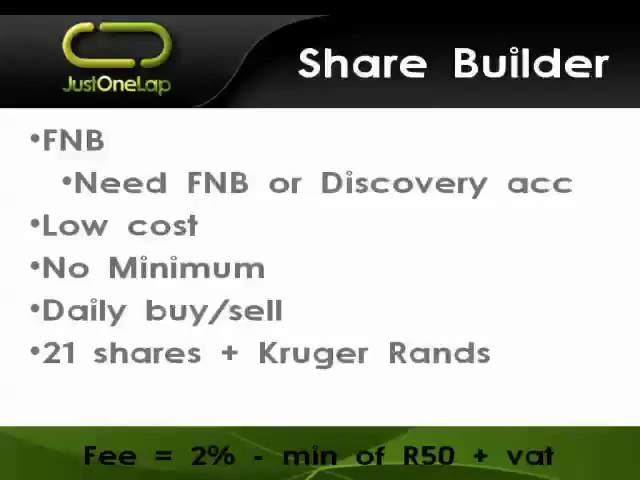 JustOneLap
Share Builder
•FNB
•Need FNB or Discovery acc
•Low cost
•No Minimum
•Daily buy/sell
•21 shares + Kruger Rands
Fee = 2% - min of R50 + vat